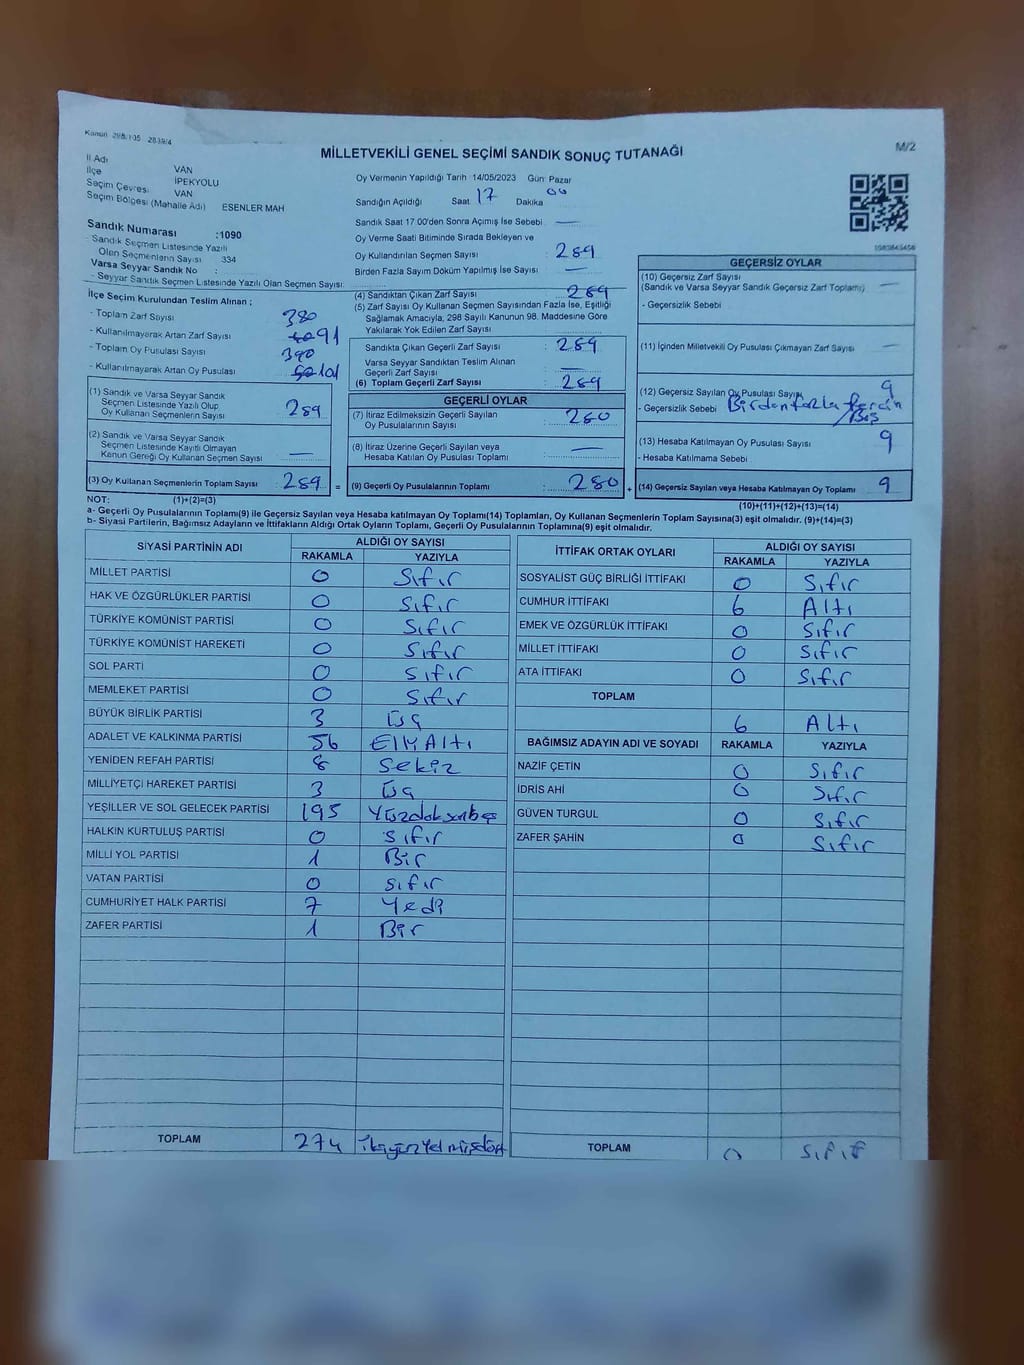 Kanun 298/105 2839/4
M/2
MİLLETVEKİLİ GENEL SEÇİMİ SANDIK SONUÇ TUTANAĞI
İl Adı VAN
İlçe İPEKYOLU
Seçim Çevresi VAN
Seçim Bölgesi (Mahalle Adı) ESENLER MAH
Sandık Numarası :1090
- Sandık Seçmen Listesinde Yazılı
Olan Seçmenlerin Sayısı 334
Varsa Seyyar Sandık No :
- Seyyar Sandık Seçmen Listesinde Yazılı Olan Seçmen Sayısı:
İlçe Seçim Kurulundan Teslim Alınan ;
- Toplam Zarf Sayısı 380
- Kullanılmayarak Artan Zarf Sayısı 91
- Toplam Oy Pusulası Sayısı 390
- Kullanılmayarak Artan Oy Pusulası 101
(1) Sandık ve Varsa Seyyar Sandık
Seçmen Listesinde Yazılı Olup
Oy Kullanan Seçmenlerin Sayısı : 289
(2) Sandık ve Varsa Seyyar Sandık
Seçmen Listesinde Kayıtlı Olmayan
Kanun Gereği Oy Kullanan Seçmen Sayısı : —
(3) Oy Kullanan Seçmenlerin Toplam Sayısı : 289 =
Oy Vermenin Yapıldığı Tarih 14/05/2023 Gün: Pazar
Sandığın Açıldığı Saat 17 Dakika 00
Sandık Saat 17:00'den Sonra Açımış İse Sebebi : —
Oy Verme Saati Bitiminde Sırada Bekleyen ve
Oy Kullandırılan Seçmen Sayısı : 289
Birden Fazla Sayım Döküm Yapılmış İse Sayısı : —
(4) Sandıktan Çıkan Zarf Sayısı : 289
(5) Zarf Sayısı Oy Kullanan Seçmen Sayısından Fazla İse, Eşitliği
Sağlamak Amacıyla, 298 Sayılı Kanunun 98. Maddesine Göre
Yakılarak Yok Edilen Zarf Sayısı :
Sandıkta Çıkan Geçerli Zarf Sayısı : 289
Varsa Seyyar Sandıktan Teslim Alınan
Geçerli Zarf Sayısı : —
(6) Toplam Geçerli Zarf Sayısı : 289
GEÇERLİ OYLAR
(7) İtiraz Edilmeksizin Geçerli Sayılan
Oy Pusulalarının Sayısı : 280
(8) İtiraz Üzerine Geçerli Sayılan veya
Hesaba Katılan Oy Pusulası Toplamı : —
(9) Geçerli Oy Pusulalarının Toplamı : 280 +
1083843456
GEÇERSİZ OYLAR
(10) Geçersiz Zarf Sayısı
(Sandık ve Varsa Seyyar Sandık Geçersiz Zarf Toplamı) —
- Geçersizlik Sebebi :
(11) İçinden Milletvekili Oy Pusulası Çıkmayan Zarf Sayısı —
(12) Geçersiz Sayılan Oy Pusulası Sayısı 9
- Geçersizlik Sebebi : Birden fazla
(13) Hesaba Katılmayan Oy Pusulası Sayısı 9
- Hesaba Katılmama Sebebi :
(14) Geçersiz Sayılan veya Hesaba Katılmayan Oy Toplamı 9
NOT: (1)+(2)=(3)
(10)+(11)+(12)+(13)=(14)
a- Geçerli Oy Pusulalarının Toplamı(9) ile Geçersiz Sayılan veya Hesaba katılmayan Oy Toplamı(14) Toplamları, Oy Kullanan Seçmenlerin Toplam Sayısına(3) eşit olmalıdır. (9)+(14)=(3)
b- Siyasi Partilerin, Bağımsız Adayların ve İttifakların Aldığı Ortak Oyların Toplamı, Geçerli Oy Pusulalarının Toplamına(9) eşit olmalıdır.
SİYASİ PARTİNİN ADI ALDIĞI OY SAYISI
RAKAMLA YAZIYLA
MİLLET PARTİSİ 0 Sıfır
HAK VE ÖZGÜRLÜKLER PARTİSİ 0 Sıfır
TÜRKİYE KOMÜNİST PARTİSİ 0 Sıfır
TÜRKİYE KOMÜNİST HAREKETİ 0 Sıfır
SOL PARTİ 0 Sıfır
MEMLEKET PARTİSİ 0 Sıfır
BÜYÜK BİRLİK PARTİSİ 3 üç
ADALET VE KALKINMA PARTİSİ 56 Elli Altı
YENİDEN REFAH PARTİSİ 8 Sekiz
MİLLİYETÇİ HAREKET PARTİSİ 3 üç
YEŞİLLER VE SOL GELECEK PARTİSİ 195 Yüzdoksanbeş
HALKIN KURTULUŞ PARTİSİ 0 Sıfır
MİLLİ YOL PARTİSİ 1 Bir
VATAN PARTİSİ 0 Sıfır
CUMHURİYET HALK PARTİSİ 7 Yedi
ZAFER PARTİSİ 1 Bir
TOPLAM 274 ikiyüzyetmişdört
İTTİFAK ORTAK OYLARI ALDIĞI OY SAYISI
RAKAMLA YAZIYLA
SOSYALİST GÜÇ BİRLİĞİ İTTİFAKI 0 Sıfır
CUMHUR İTTİFAKI 6 Altı
EMEK VE ÖZGÜRLÜK İTTİFAKI 0 Sıfır
MİLLET İTTİFAKI 0 Sıfır
ATA İTTİFAKI 0 Sıfır
TOPLAM
6 Altı
BAĞIMSIZ ADAYIN ADI VE SOYADI RAKAMLA YAZIYLA
NAZİF ÇETİN 0 Sıfır
İDRİS AHİ 0 Sıfır
GÜVEN TURGUL 0 Sıfır
ZAFER ŞAHİN 0 Sıfır
TOPLAM 0 Sıfır